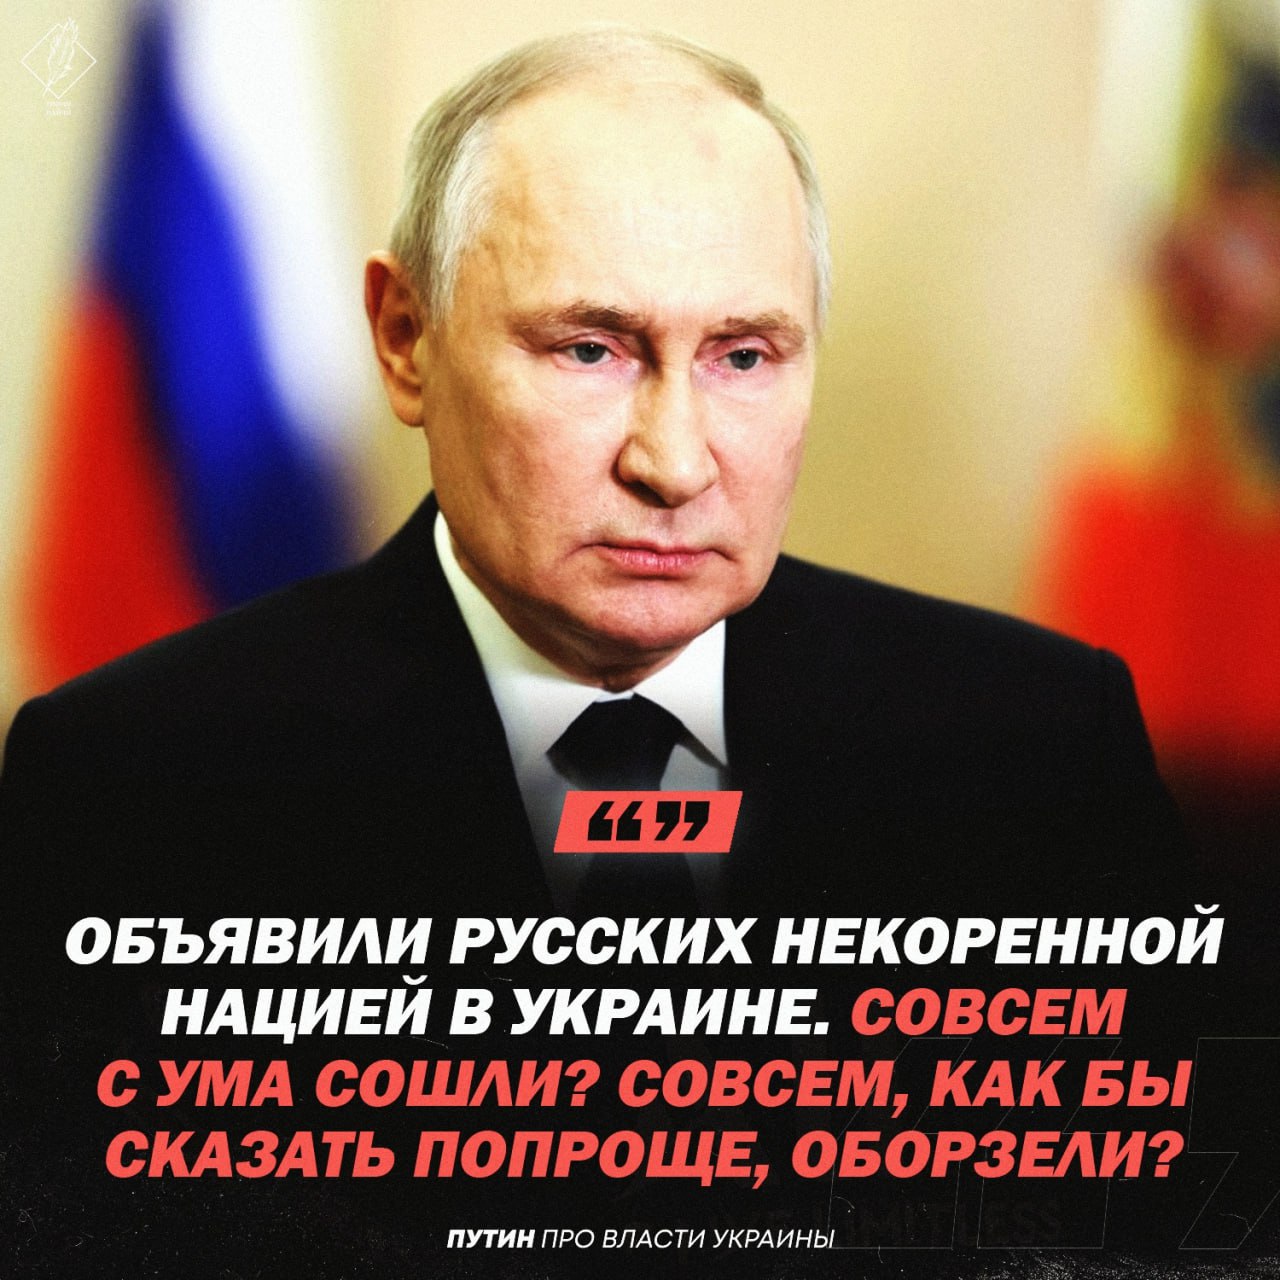 “”
ОБЪЯВИЛИ РУССКИХ НЕКОРЕННОЙ
НАЦИЕЙ В УКРАИНЕ. СОВСЕМ
С УМА СОШЛИ? СОВСЕМ, КАК БЫ
СКАЗАТЬ ПОПРОЩЕ, ОБОРЗЕЛИ?
ПУТИН ПРО ВЛАСТИ УКРАИНЫ